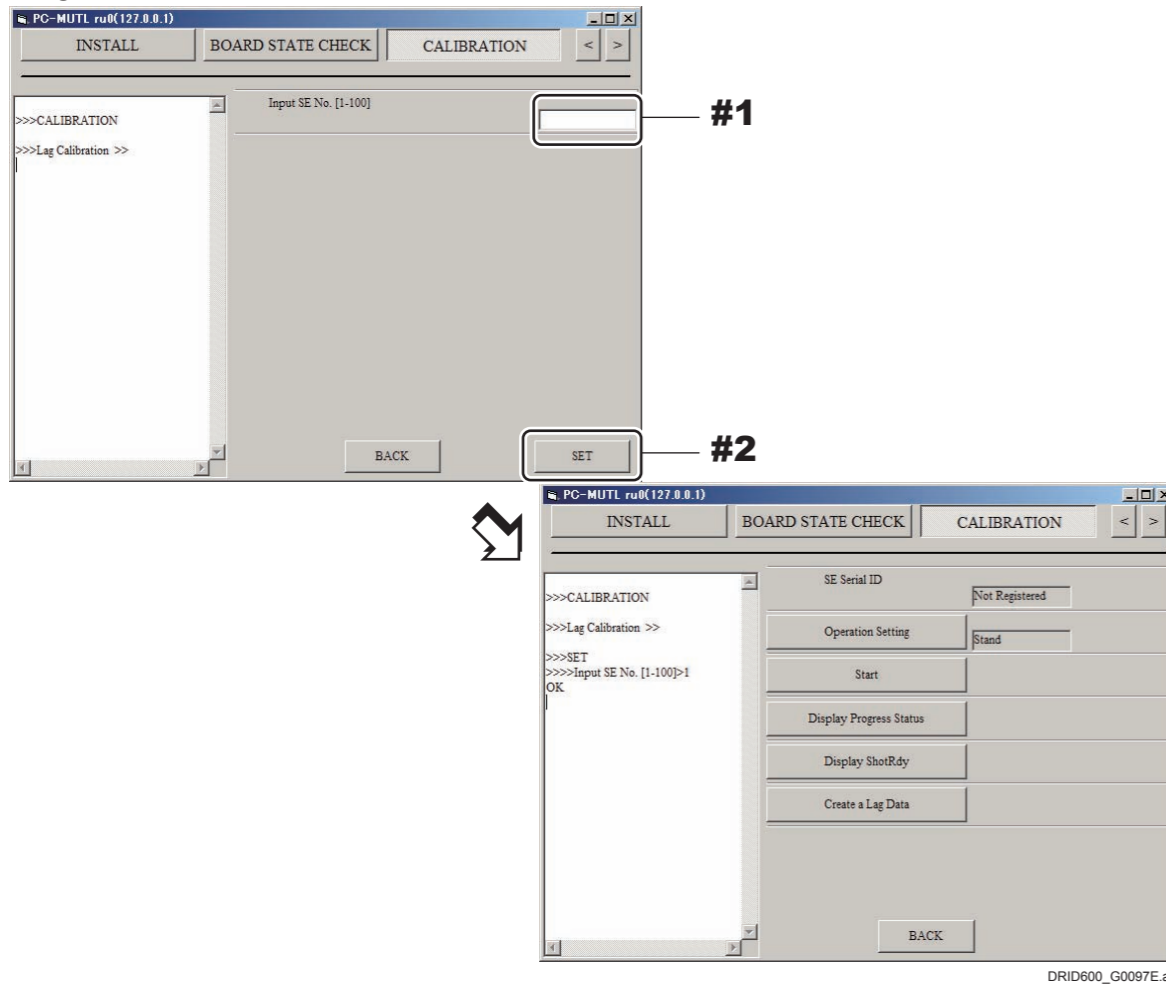 PC-MUTL ru0(127.0.0.1)
INSTALL BOARD STATE CHECK CALIBRATION < >
Input SE No. [1-100]
#1
>>>CALIBRATION
>>>Lag Calibration >>
BACK SET
#2
PC-MUTL ru0(127.0.0.1)
INSTALL BOARD STATE CHECK CALIBRATION < >
SE Serial ID
Not Registered
>>>CALIBRATION
>>>Lag Calibration >>
Operation Setting
Stand
>>>SET
>>>>Input SE No. [1-100]>1
OK
Start
Display Progress Status
Display ShotRdy
Create a Lag Data
BACK
DRID600_G0097E.a